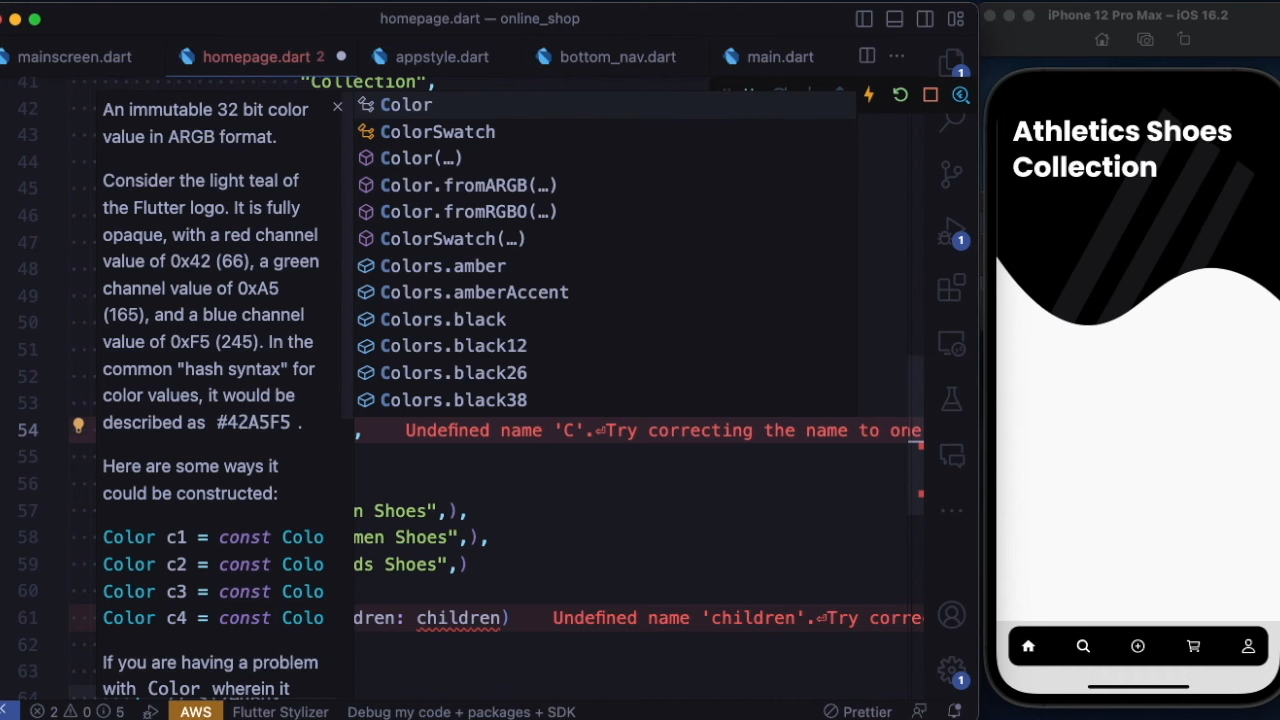 homepage.dart — online_shop
iPhone 12 Pro Max – iOS 16.2
mainscreen.dart
homepage.dart 2
appstyle.dart
bottom_nav.dart
main.dart
41
"Collection",
42
43
44
45
46
47
48
49
50
51
52
53
54
55
56
57
58
59
60
61
62
63
64
An immutable 32 bit color
value in ARGB format.
Consider the light teal of
the Flutter logo. It is fully
opaque, with a red channel
value of 0x42 (66), a green
channel value of 0xA5
(165), and a blue channel
value of 0xF5 (245). In the
common "hash syntax" for
color values, it would be
described as #42A5F5 .
Here are some ways it
could be constructed:
Color c1 = const Colo
Color c2 = const Colo
Color c3 = const Colo
Color c4 = const Colo
If you are having a problem
with Color wherein it
Color
ColorSwatch
Color(…)
Color.fromARGB(…)
Color.fromRGBO(…)
ColorSwatch(…)
Colors.amber
Colors.amberAccent
Colors.black
Colors.black12
Colors.black26
Colors.black38
, Undefined name 'C'.⏎Try correcting the name to one
n Shoes",),
men Shoes",),
ds Shoes",)
dren: children) Undefined name 'children'.⏎Try corre
1
1
1
Athletics Shoes
Collection
2 0 5
AWS
Flutter Stylizer
Debug my code + packages + SDK
Prettier